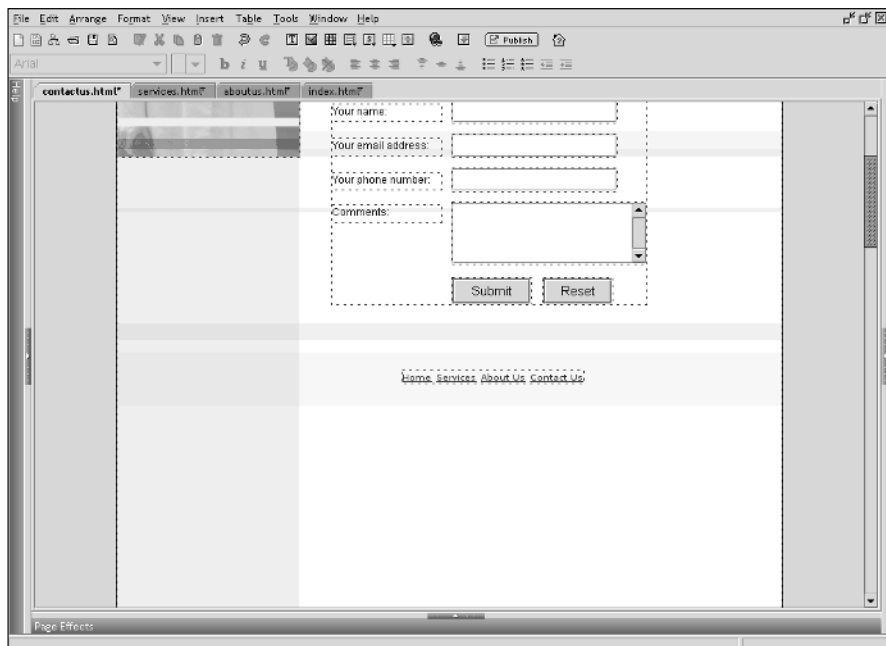 File Edit Arrange Format View Insert Table Tools Window Help
Publish
Arial
b i u
Help
contactus.html* services.html* aboutus.html* index.html*
Your name:
Your email address:
Your phone number:
Comments:
Submit Reset
Home Services About Us Contact Us
Page Effects